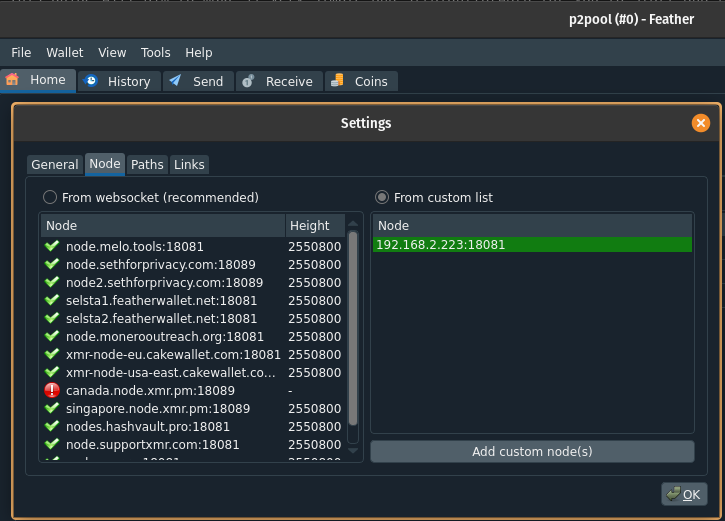 p2pool (#0) - Feather
File Wallet View Tools Help
Home History Send Receive Coins
Settings
General Node Paths Links
From websocket (recommended)
Node Height
node.melo.tools:18081 2550800
node.sethforprivacy.com:18089 2550800
node2.sethforprivacy.com:18089 2550800
selsta1.featherwallet.net:18081 2550800
selsta2.featherwallet.net:18081 2550800
node.monerooutreach.org:18081 2550800
xmr-node-eu.cakewallet.com:18081 2550800
xmr-node-usa-east.cakewallet.co... 2550800
canada.node.xmr.pm:18089 -
singapore.node.xmr.pm:18089 2550800
nodes.hashvault.pro:18081 2550800
node.supportxmr.com:18081 2550800
From custom list
Node
192.168.2.223:18081
Add custom node(s)
OK